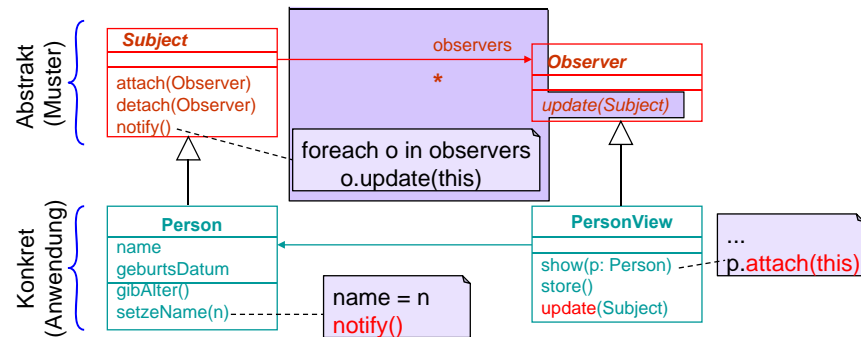 Abstrakt
(Muster)
Subject
attach(Observer)
detach(Observer)
notify()
observers
*
Observer
update(Subject)
foreach o in observers
o.update(this)
Konkret
(Anwendung)
Person
name
geburtsDatum
gibAlter()
setzeName(n)
name = n
notify()
PersonView
show(p: Person)
store()
update(Subject)
...
p.attach(this)